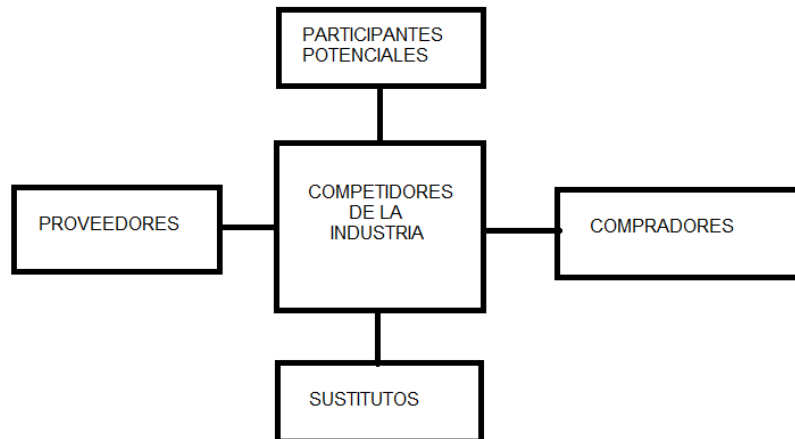 PARTICIPANTES
POTENCIALES
COMPETIDORES
DE LA
INDUSTRIA
PROVEEDORES
COMPRADORES
SUSTITUTOS